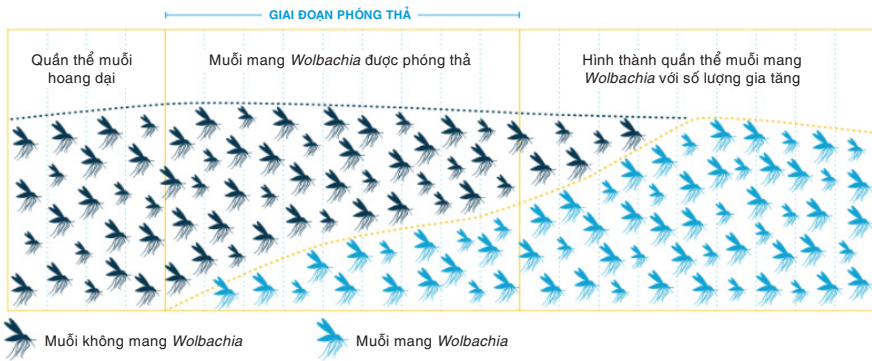 GIAI ĐOẠN PHÓNG THẢ
Quần thể muỗi
hoang dại
Muỗi mang Wolbachia được phóng thả
Hình thành quần thể muỗi mang
Wolbachia với số lượng gia tăng
Muỗi không mang Wolbachia
Muỗi mang Wolbachia